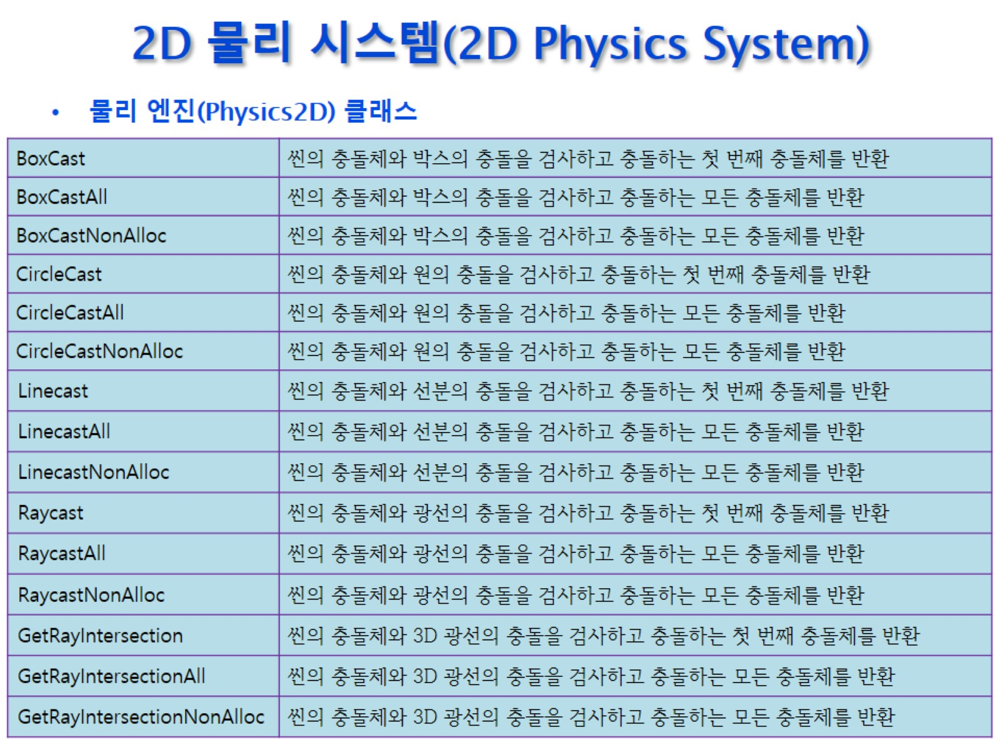 2D 물리 시스템(2D Physics System)
• 물리 엔진(Physics2D) 클래스
BoxCast 씬의 충돌체와 박스의 충돌을 검사하고 충돌하는 첫 번째 충돌체를 반환
BoxCastAll 씬의 충돌체와 박스의 충돌을 검사하고 충돌하는 모든 충돌체를 반환
BoxCastNonAlloc 씬의 충돌체와 박스의 충돌을 검사하고 충돌하는 모든 충돌체를 반환
CircleCast 씬의 충돌체와 원의 충돌을 검사하고 충돌하는 첫 번째 충돌체를 반환
CircleCastAll 씬의 충돌체와 원의 충돌을 검사하고 충돌하는 모든 충돌체를 반환
CircleCastNonAlloc 씬의 충돌체와 원의 충돌을 검사하고 충돌하는 모든 충돌체를 반환
Linecast 씬의 충돌체와 선분의 충돌을 검사하고 충돌하는 첫 번째 충돌체를 반환
LinecastAll 씬의 충돌체와 선분의 충돌을 검사하고 충돌하는 모든 충돌체를 반환
LinecastNonAlloc 씬의 충돌체와 선분의 충돌을 검사하고 충돌하는 모든 충돌체를 반환
Raycast 씬의 충돌체와 광선의 충돌을 검사하고 충돌하는 첫 번째 충돌체를 반환
RaycastAll 씬의 충돌체와 광선의 충돌을 검사하고 충돌하는 모든 충돌체를 반환
RaycastNonAlloc 씬의 충돌체와 광선의 충돌을 검사하고 충돌하는 모든 충돌체를 반환
GetRayIntersection 씬의 충돌체와 3D 광선의 충돌을 검사하고 충돌하는 첫 번째 충돌체를 반환
GetRayIntersectionAll 씬의 충돌체와 3D 광선의 충돌을 검사하고 충돌하는 모든 충돌체를 반환
GetRayIntersectionNonAlloc 씬의 충돌체와 3D 광선의 충돌을 검사하고 충돌하는 모든 충돌체를 반환